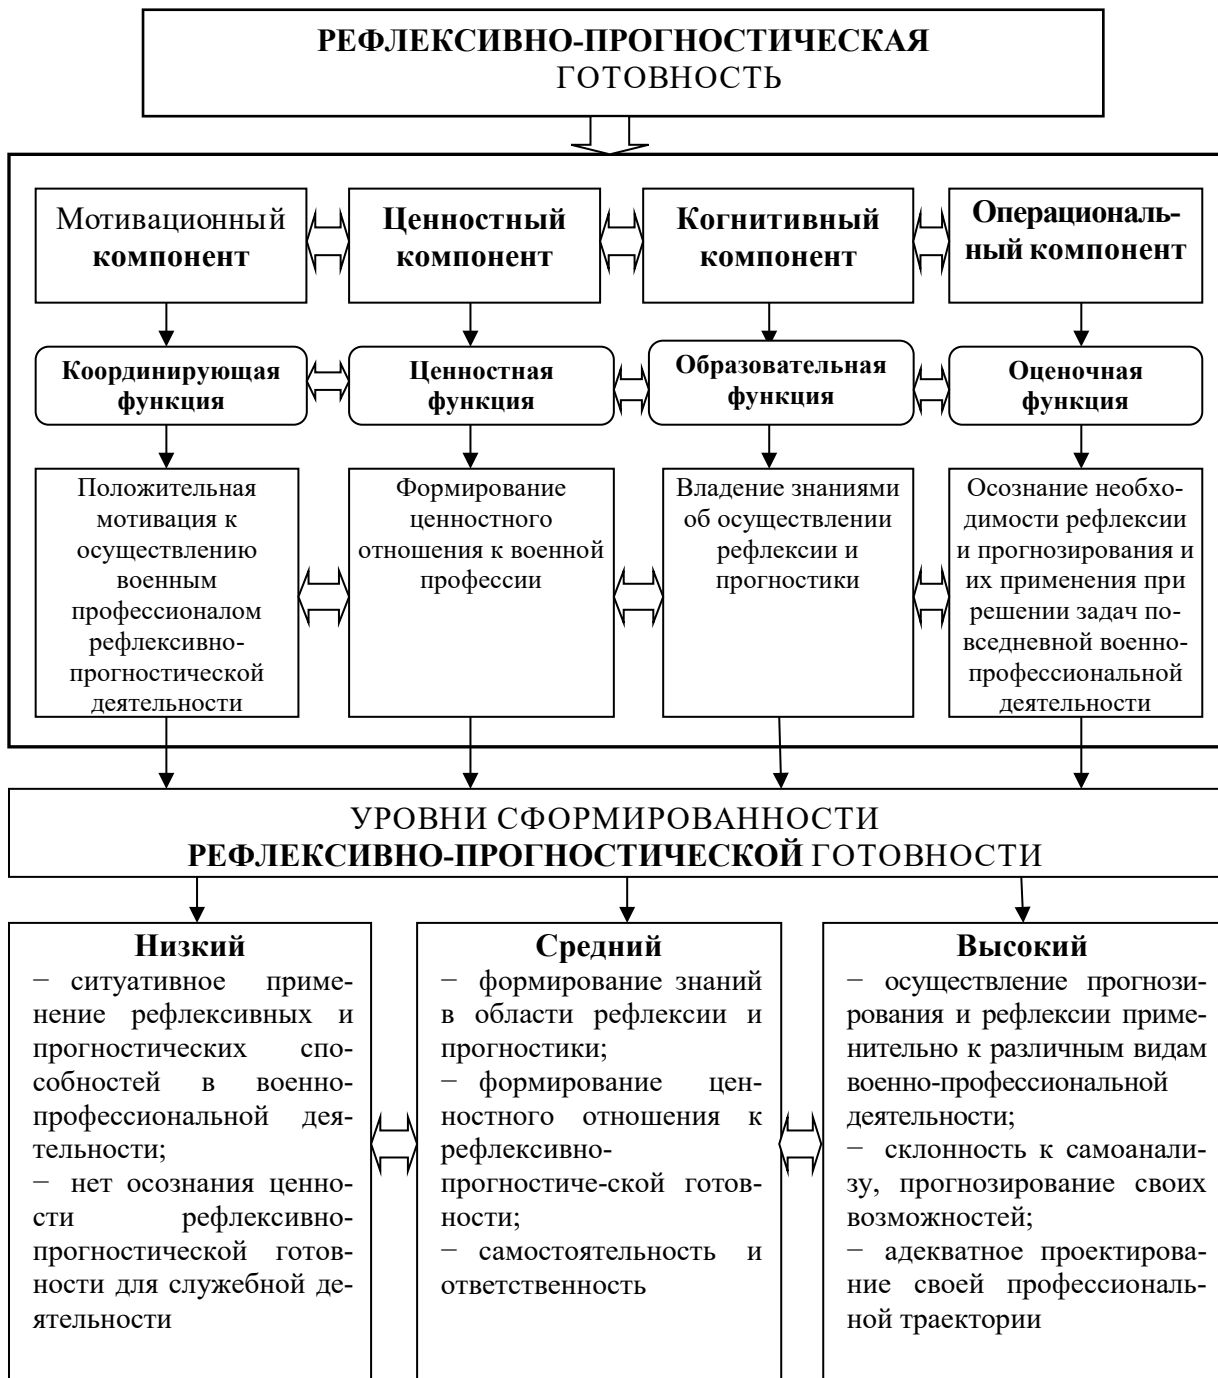 РЕФЛЕКСИВНО-ПРОГНОСТИЧЕСКАЯ
ГОТОВНОСТЬ
Мотивационный
компонент
Ценностный
компонент
Когнитивный
компонент
Операциональ-
ный компонент
Координирующая
функция
Ценностная
функция
Образовательная
функция
Оценочная
функция
Положительная
мотивация к
осуществлению
военным
профессионалом
рефлексивно-
прогностической
деятельности
Формирование
ценностного
отношения к военной
профессии
Владение знаниями
об осуществлении
рефлексии и
прогностики
Осознание необхо-
димости рефлексии
и прогнозирования и
их применения при
решении задач по-
вседневной военно-
профессиональной
деятельности
УРОВНИ СФОРМИРОВАННОСТИ
РЕФЛЕКСИВНО-ПРОГНОСТИЧЕСКОЙ ГОТОВНОСТИ
Низкий
− ситуативное приме-
нение рефлексивных и
прогностических спо-
собностей в военно-
профессиональной дея-
тельности;
− нет осознания ценно-
сти рефлексивно-
прогностической готов-
ности для служебной де-
ятельности
Средний
− формирование знаний
в области рефлексии и
прогностики;
− формирование цен-
ностного отношения к
рефлексивно-
прогностиче-ской готов-
ности;
− самостоятельность и
ответственность
Высокий
− осуществление прогнози-
рования и рефлексии приме-
нительно к различным видам
военно-профессиональной
деятельности;
− склонность к самоанали-
зу, прогнозирование своих
возможностей;
− адекватное проектирова-
ние своей профессиональ-
ной траектории